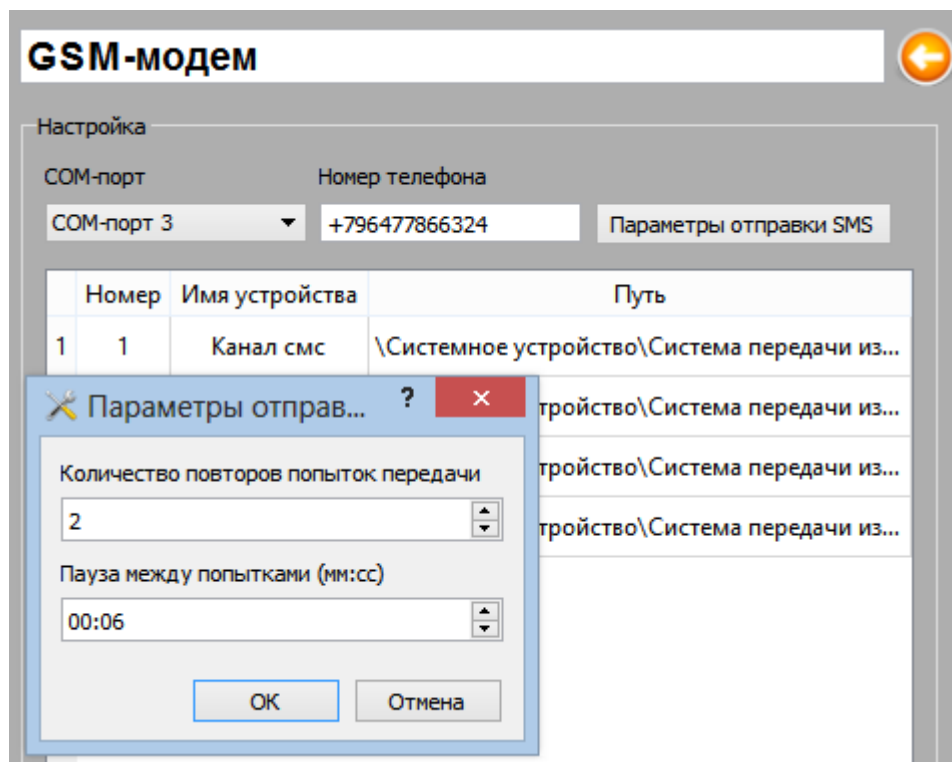 GSM-модем
Настройка
COM-порт Номер телефона
COM-порт 3 +796477866324 Параметры отправки SMS
Номер Имя устройства Путь
1 1 Канал смс \Системное устройство\Система передачи из...
тройство\Система передачи из...
тройство\Система передачи из...
тройство\Система передачи из...
Параметры отправ... ? ×
Количество повторов попыток передачи
2
Пауза между попытками (мм:сс)
00:06
OK Отмена